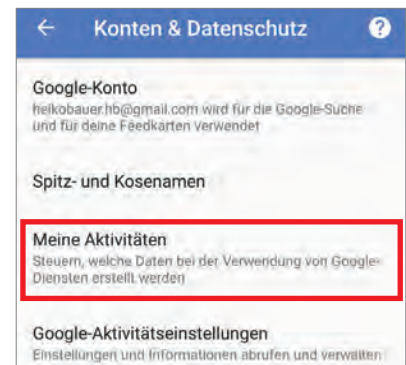 Konten & Datenschutz ?
Google-Konto
heikobauer.hb@gmail.com wird für die Google-Suche
und für deine Feedkarten verwendet
Spitz- und Kosenamen
Meine Aktivitäten
Steuern, welche Daten bei der Verwendung von Google-
Diensten erstellt werden
Google-Aktivitätseinstellungen
Einstellungen und Informationen abrufen und verwalten